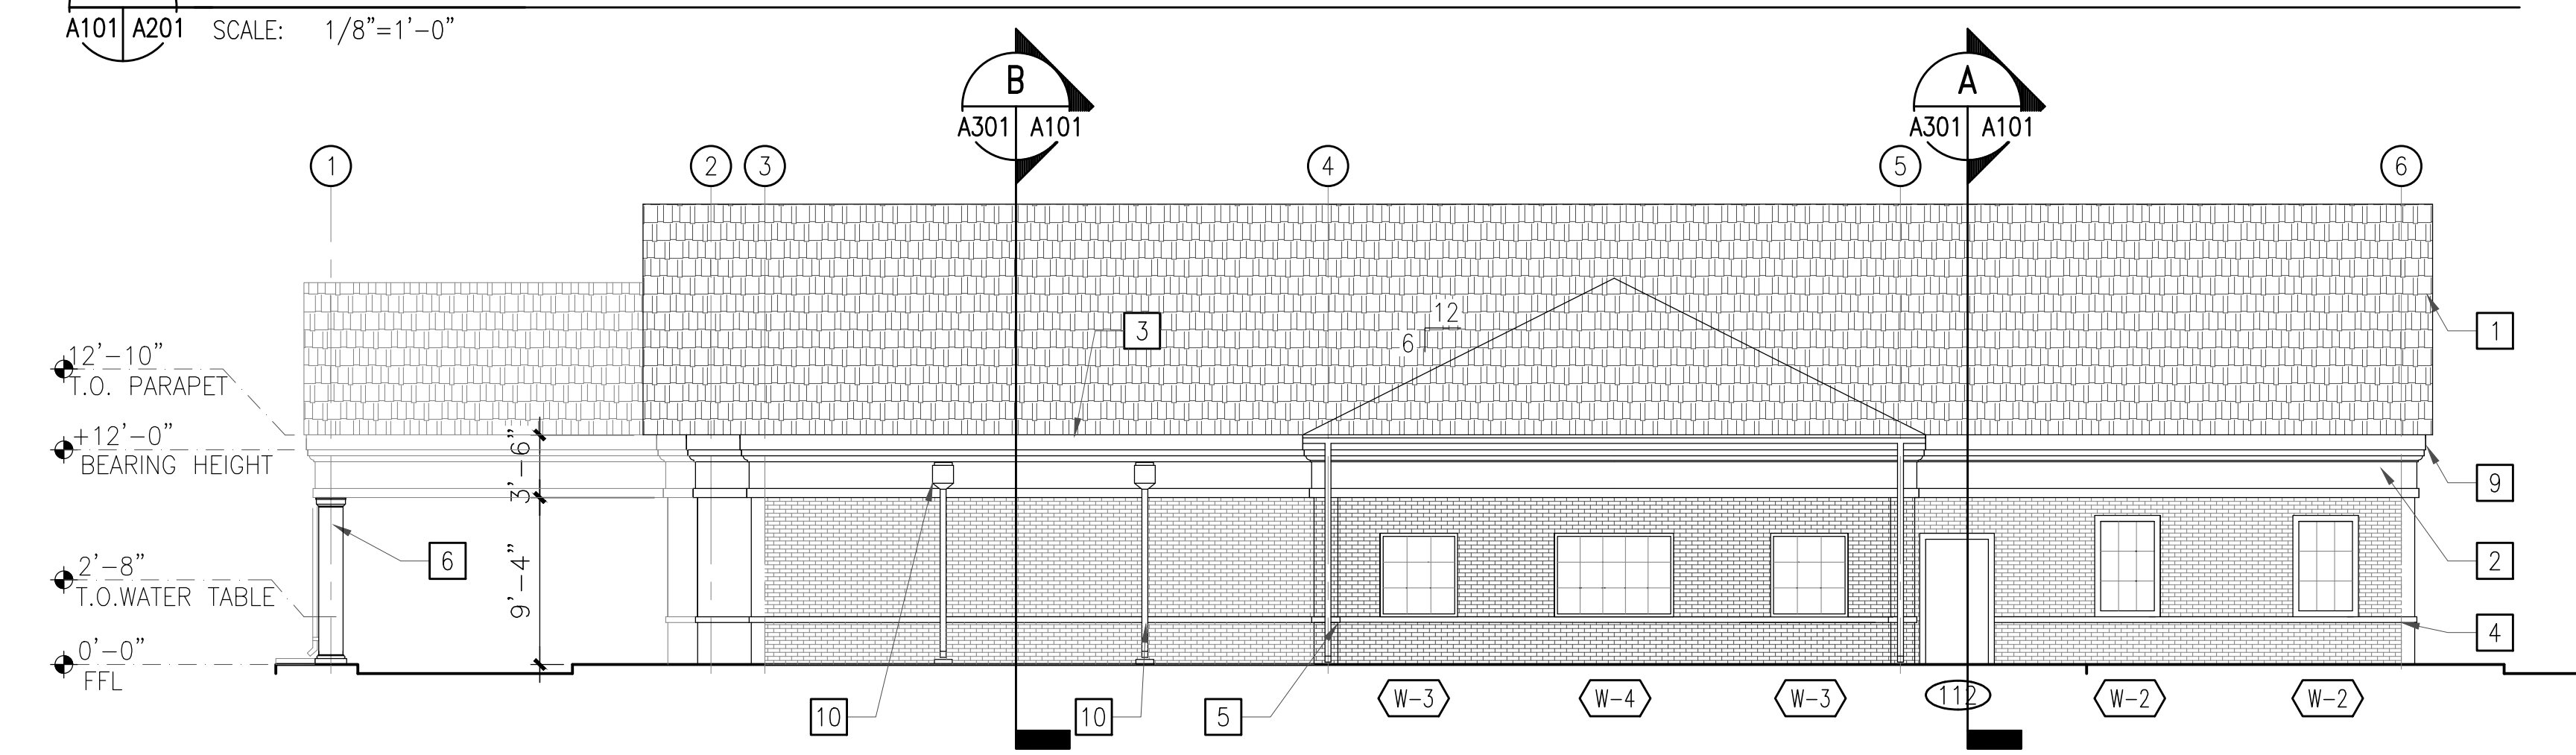 A101 A201 SCALE: 1/8"=1'-0"
B
A301 A101
A
A301 A101
1 2 3 4 5 6
12
6
3
1
12'-10"
T.O. PARAPET
+12'-0"
BEARING HEIGHT
3'-6"
9
2
6
9'-4"
2'-8"
T.O.WATER TABLE
4
0'-0"
FFL
10 10 5
W-3 W-4 W-3 112 W-2 W-2